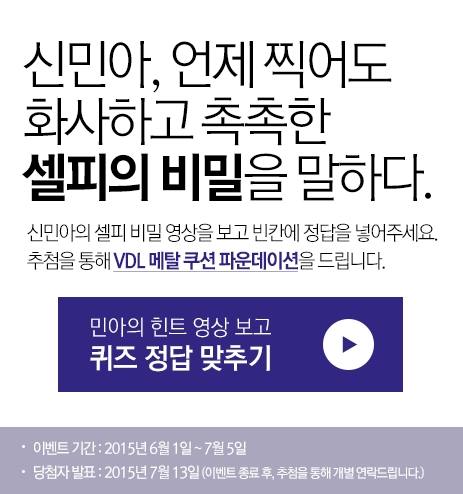 신민아, 언제 찍어도
화사하고 촉촉한
셀피의 비밀을 말하다.
신민아의 셀피 비밀 영상을 보고 빈칸에 정답을 넣어주세요.
추첨을 통해 VDL 메탈 쿠션 파운데이션을 드립니다.
민아의 힌트 영상 보고
퀴즈 정답 맞추기
· 이벤트 기간 : 2015년 6월 1일 ~ 7월 5일
· 당첨자 발표 : 2015년 7월 13일 (이벤트 종료 후, 추첨을 통해 개별 연락드립니다.)